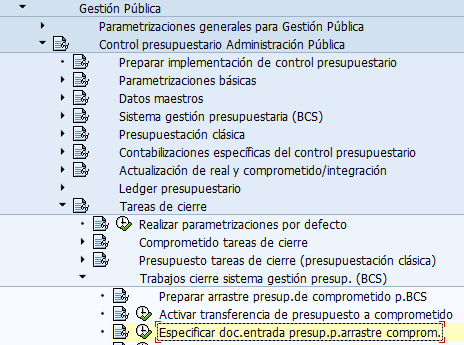 Gestión Pública
Parametrizaciones generales para Gestión Pública
Control presupuestario Administración Pública
Preparar implementación de control presupuestario
Parametrizaciones básicas
Datos maestros
Sistema gestión presupuestaria (BCS)
Presupuestación clásica
Contabilizaciones específicas del control presupuestario
Actualización de real y comprometido/integración
Ledger presupuestario
Tareas de cierre
Realizar parametrizaciones por defecto
Comprometido tareas de cierre
Presupuesto tareas de cierre (presupuestación clásica)
Trabajos cierre sistema gestión presup. (BCS)
Preparar arrastre presup.de comprometido p.BCS
Activar transferencia de presupuesto a comprometido
Especificar doc.entrada presup.p.arrastre comprom.